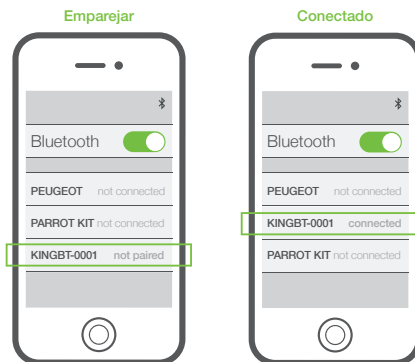 Emparejar
Bluetooth
PEUGEOT not connected
PARROT KIT not connected
KINGBT-0001 not paired
Conectado
Bluetooth
PEUGEOT not connected
KINGBT-0001 connected
PARROT KIT not connected